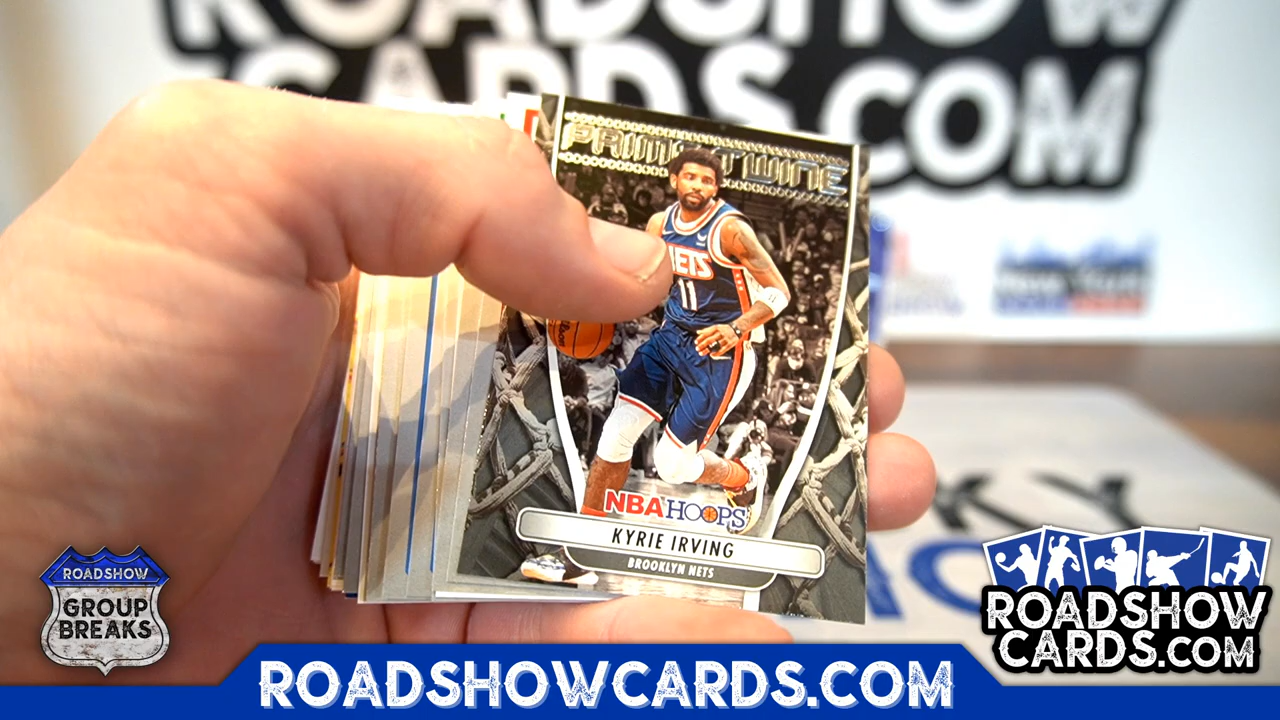 ROADSHOW
CARDS.COM
PRIME TWINE
NETS
11
NBA HOOPS
KYRIE IRVING
BROOKLYN NETS
ROADSHOW
GROUP
BREAKS
ROADSHOW
CARDS.COM
ROADSHOWCARDS.COM